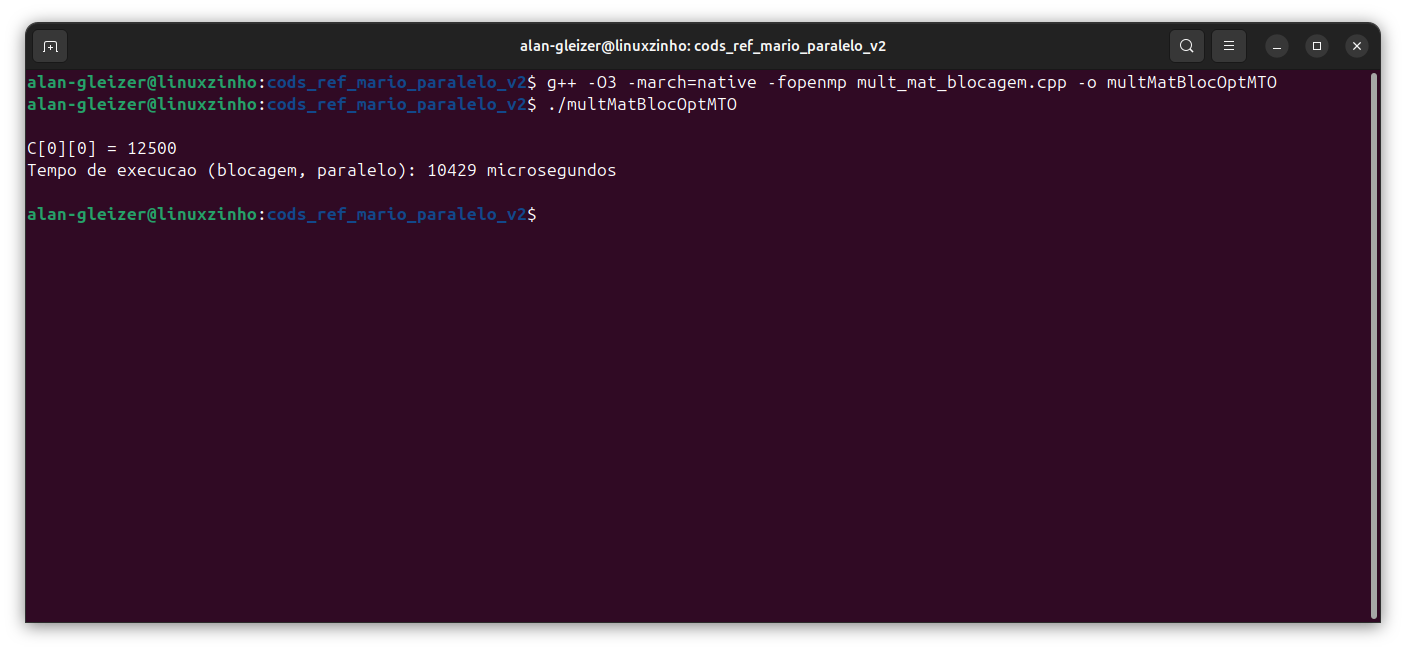 alan-gleizer@linuxzinho: cods_ref_mario_paralelo_v2
alan-gleizer@linuxzinho:cods_ref_mario_paralelo_v2$ g++ -O3 -march=native -fopenmp mult_mat_blocagem.cpp -o multMatBlocOptMTO
alan-gleizer@linuxzinho:cods_ref_mario_paralelo_v2$ ./multMatBlocOptMTO
C[0][0] = 12500
Tempo de execucao (blocagem, paralelo): 10429 microsegundos
alan-gleizer@linuxzinho:cods_ref_mario_paralelo_v2$